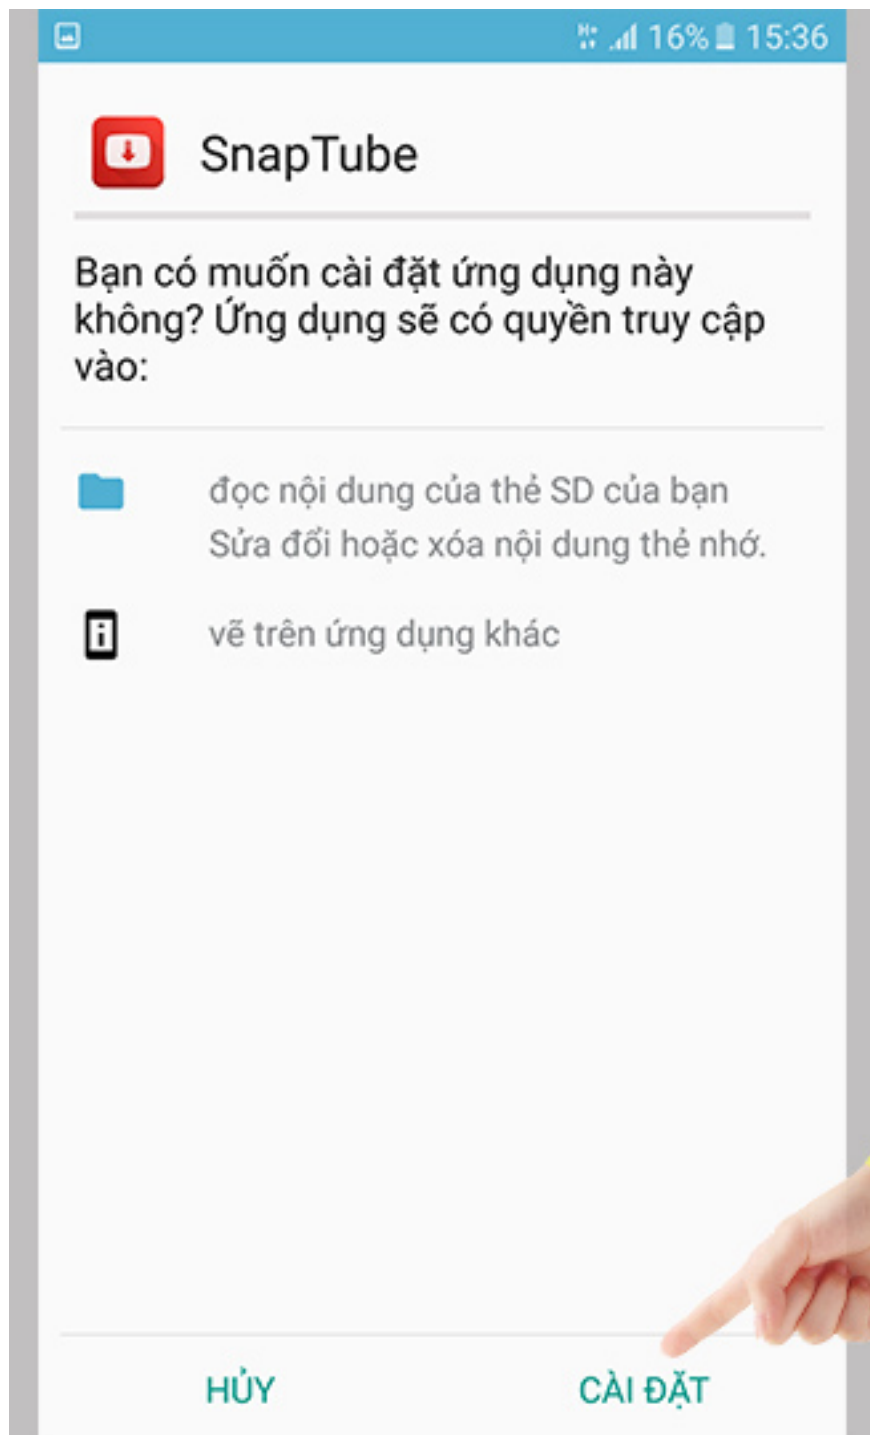 16% 15:36
SnapTube
Bạn có muốn cài đặt ứng dụng này
không? Ứng dụng sẽ có quyền truy cập
vào:
đọc nội dung của thẻ SD của bạn
Sửa đổi hoặc xóa nội dung thẻ nhớ.
vẽ trên ứng dụng khác
HỦY CÀI ĐẶT